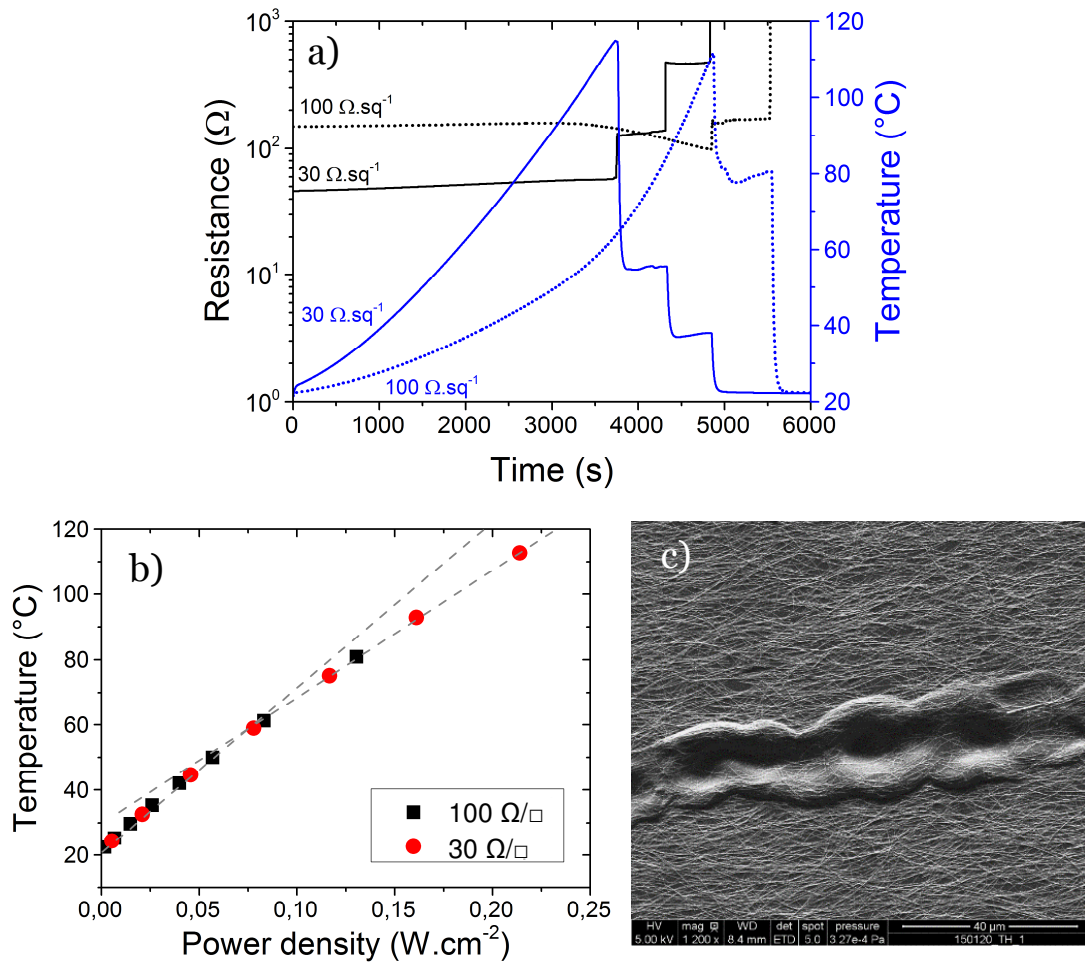 a)
Resistance (Ω)
10³
10²
10¹
10⁰
100 Ω.sq⁻¹
30 Ω.sq⁻¹
30 Ω.sq⁻¹
100 Ω.sq⁻¹
120
100
80
60
40
20
Temperature (°C)
0 1000 2000 3000 4000 5000 6000
Time (s)
b)
Temperature (°C)
120
100
80
60
40
20
100 Ω/□
30 Ω/□
0,00 0,05 0,10 0,15 0,20 0,25
Power density (W.cm⁻²)
c)
HV mag WD det spot pressure 40 µm
5.00 kV 1 200 x 8.4 mm ETD 5.0 3.27e-4 Pa 150120_TH_1